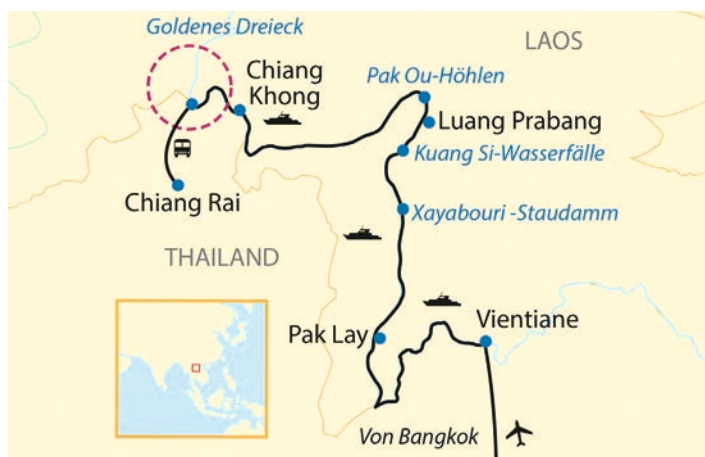 Goldenes Dreieck
LAOS
Chiang
Khong
Pak Ou-Höhlen
Luang Prabang
Kuang Si-Wasserfälle
Chiang Rai
Xayabouri -Staudamm
THAILAND
Pak Lay
Vientiane
Von Bangkok